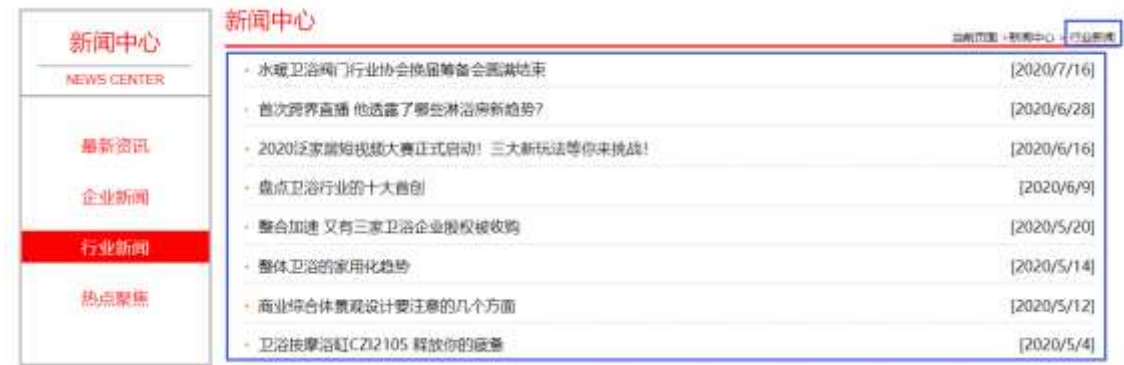 新闻中心
NEWS CENTER
最新资讯
企业新闻
行业新闻
热点聚焦
新闻中心
当前页面 >新闻中心 > 行业新闻
· 水暖卫浴阀门行业协会换届筹备会圆满结束 [2020/7/16]
· 首次跨界直播 他透露了哪些淋浴房新趋势? [2020/6/28]
· 2020泛家居短视频大赛正式启动！三大新玩法等你来挑战！ [2020/6/16]
· 盘点卫浴行业的十大首创 [2020/6/9]
· 整合加速 又有三家卫浴企业股权被收购 [2020/5/20]
· 整体卫浴的家用化趋势 [2020/5/14]
· 商业综合体景观设计要注意的几个方面 [2020/5/12]
· 卫浴按摩浴缸CZI2105 释放你的疲惫 [2020/5/4]